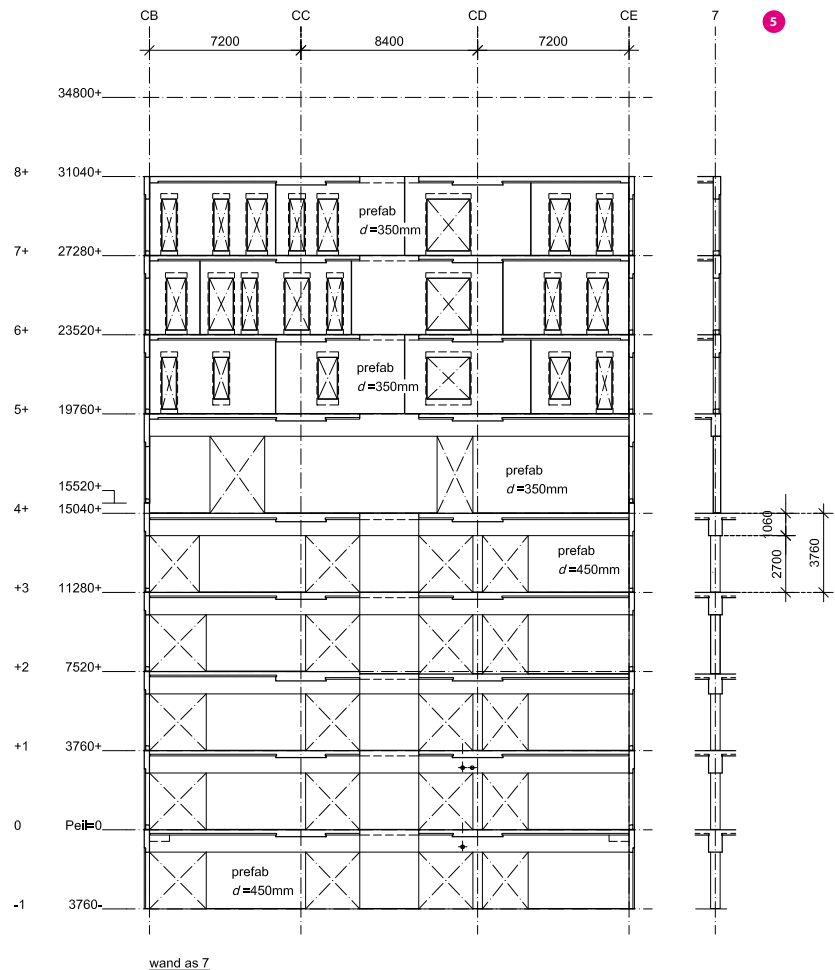 CB CC CD CE 7 5
7200 8400 7200
34800+
8+ 31040+
prefab
d=350mm
7+ 27280+
6+ 23520+
prefab
d=350mm
5+ 19760+
prefab
d=350mm
15520+
4+ 15040+
1060
prefab
d=450mm
2700
3760
+3 11280+
+2 7520+
+1 3760+
0 Peil=0
prefab
d=450mm
-1 3760-
wand as 7